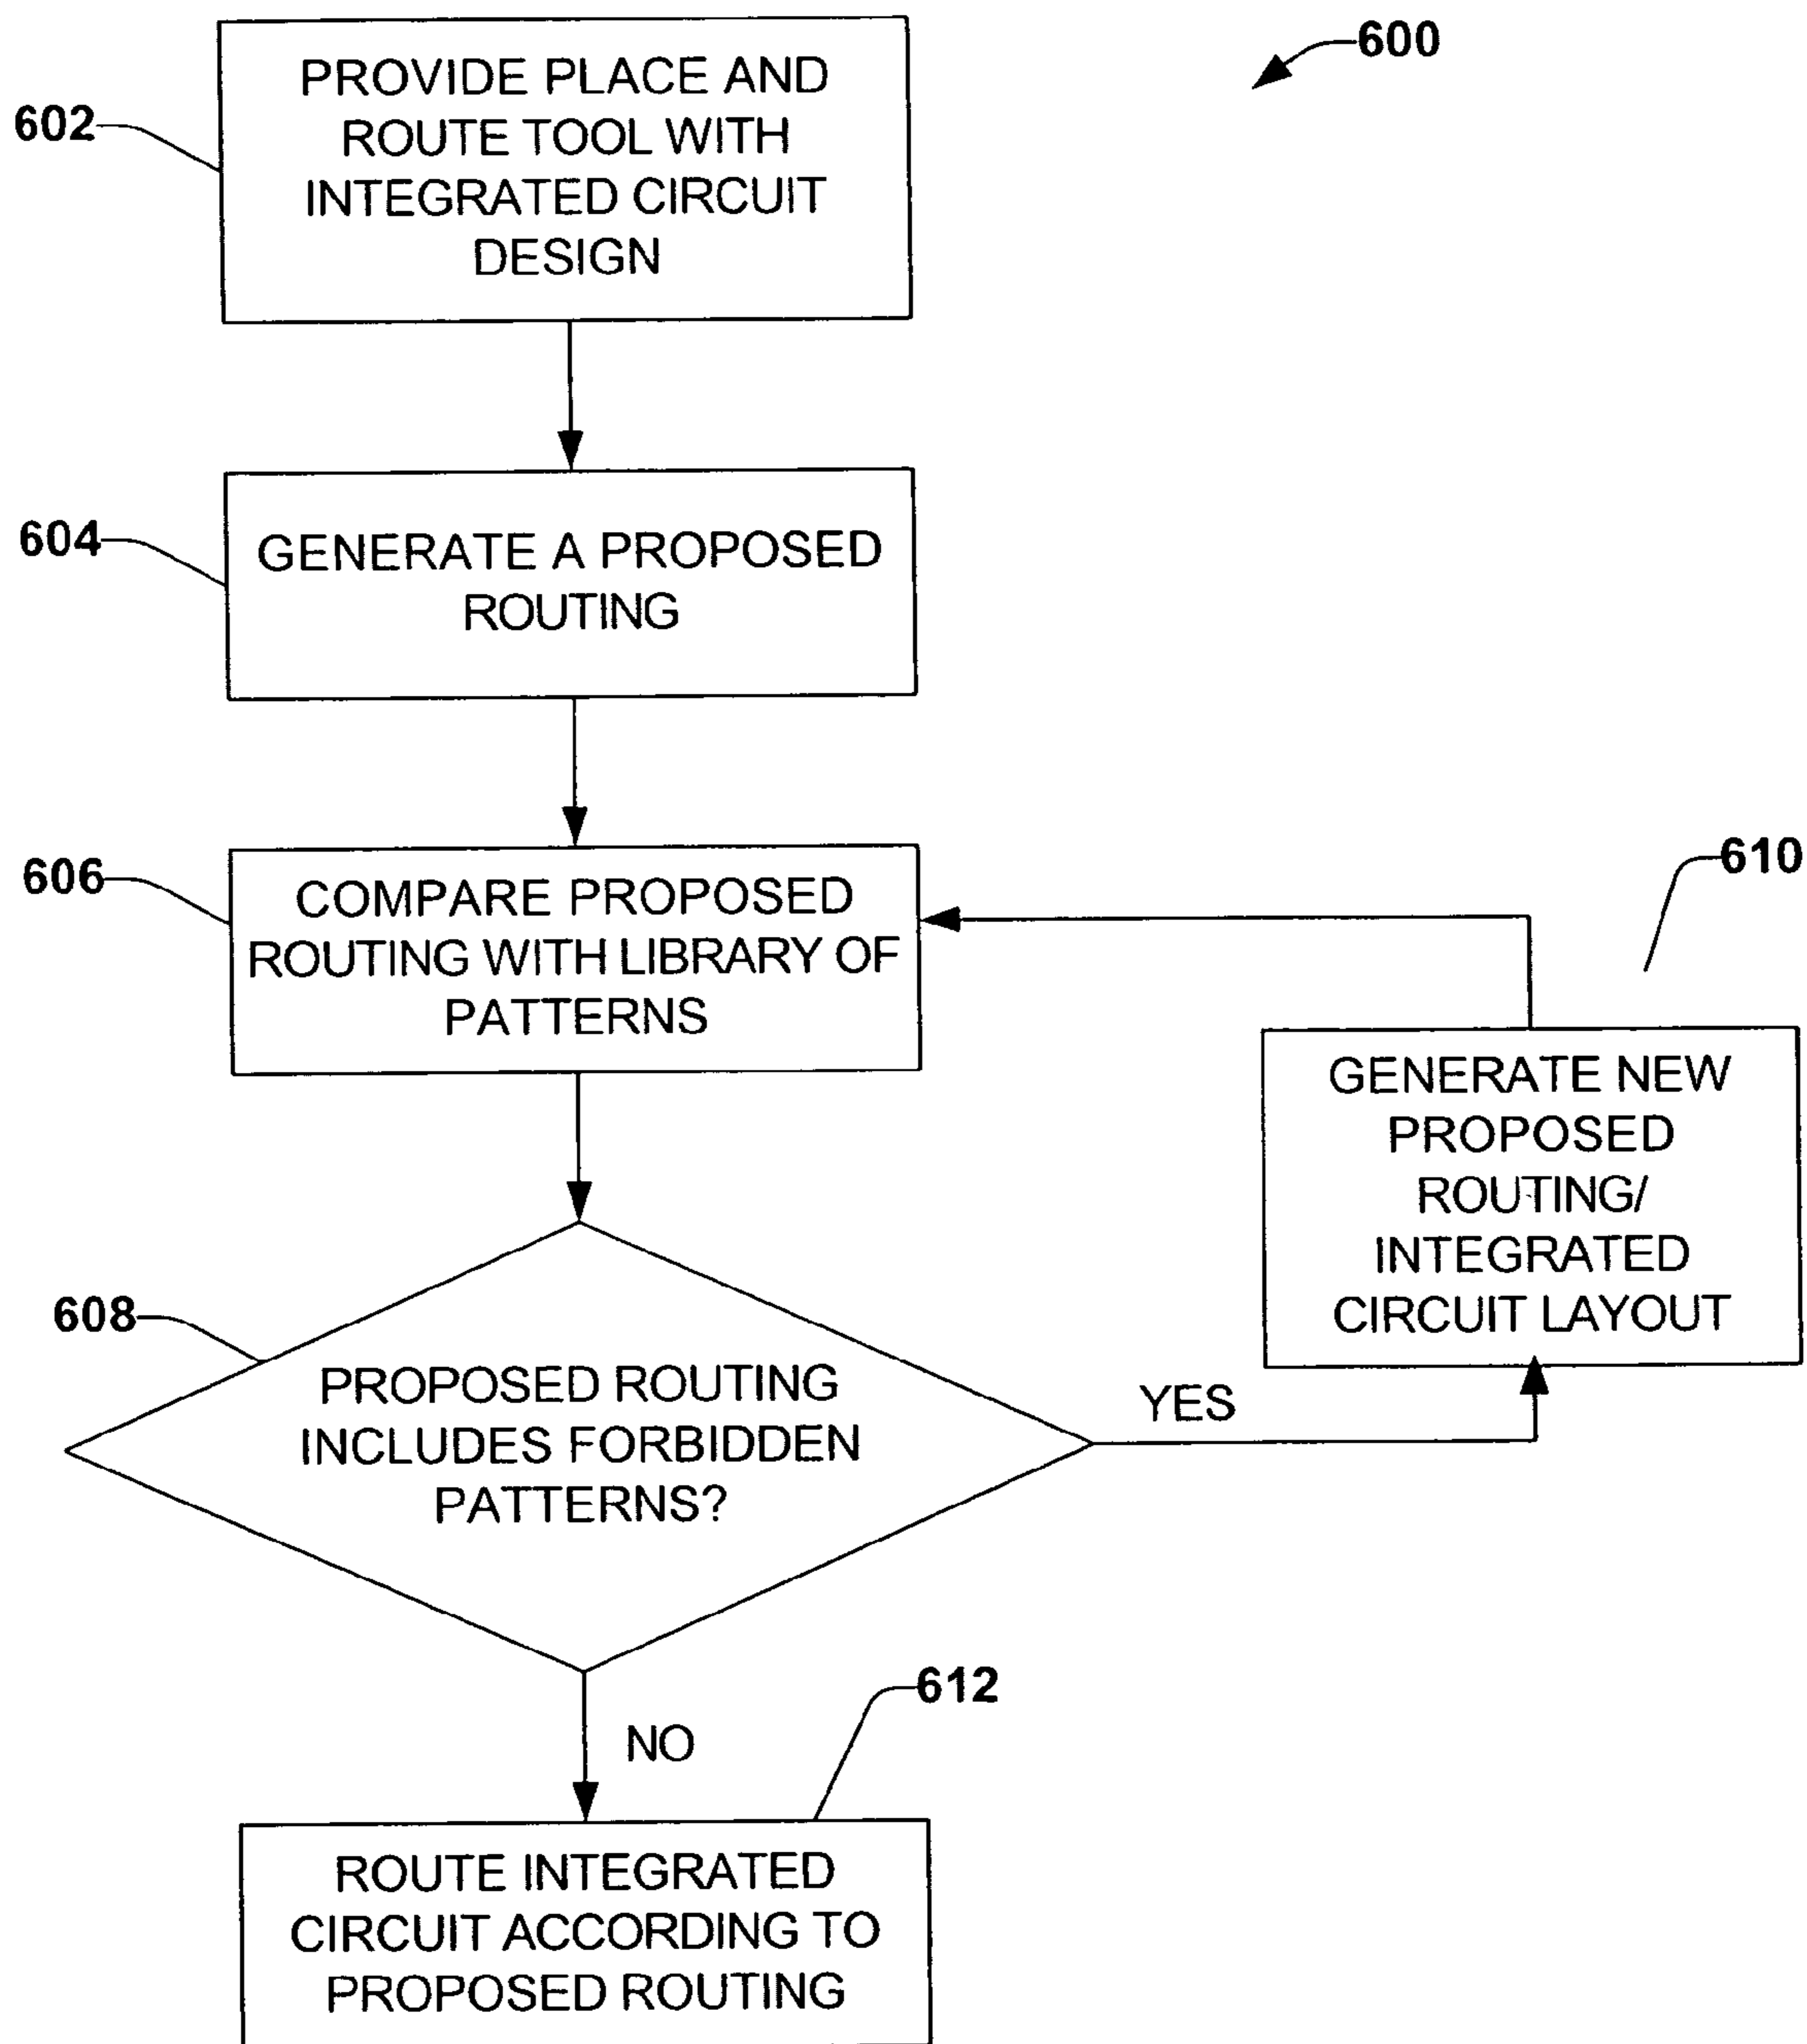 600
602
PROVIDE PLACE AND
ROUTE TOOL WITH
INTEGRATED CIRCUIT
DESIGN
604
GENERATE A PROPOSED
ROUTING
606
COMPARE PROPOSED
ROUTING WITH LIBRARY OF
PATTERNS
610
GENERATE NEW
PROPOSED
ROUTING/
INTEGRATED
CIRCUIT LAYOUT
608
PROPOSED ROUTING
INCLUDES FORBIDDEN
PATTERNS?
YES
NO
612
ROUTE INTEGRATED
CIRCUIT ACCORDING TO
PROPOSED ROUTING